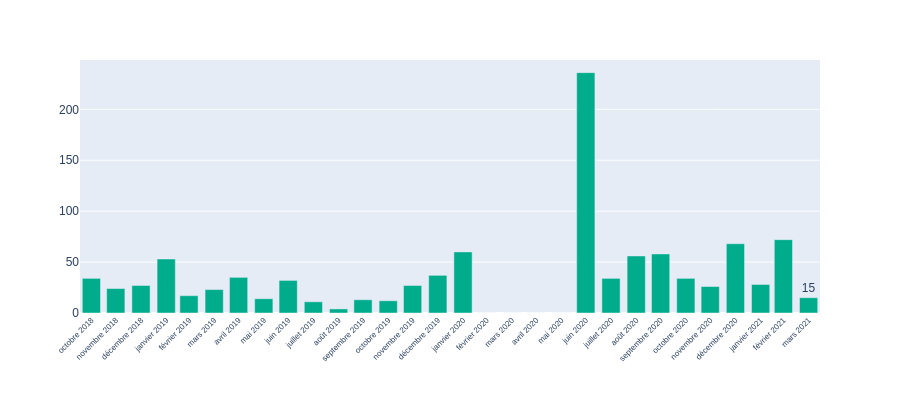 200
150
100
50
0
15
octobre 2018
novembre 2018
décembre 2018
janvier 2019
février 2019
mars 2019
avril 2019
mai 2019
juin 2019
juillet 2019
août 2019
septembre 2019
octobre 2019
novembre 2019
décembre 2019
janvier 2020
février 2020
mars 2020
avril 2020
mai 2020
juin 2020
juillet 2020
août 2020
septembre 2020
octobre 2020
novembre 2020
décembre 2020
janvier 2021
février 2021
mars 2021